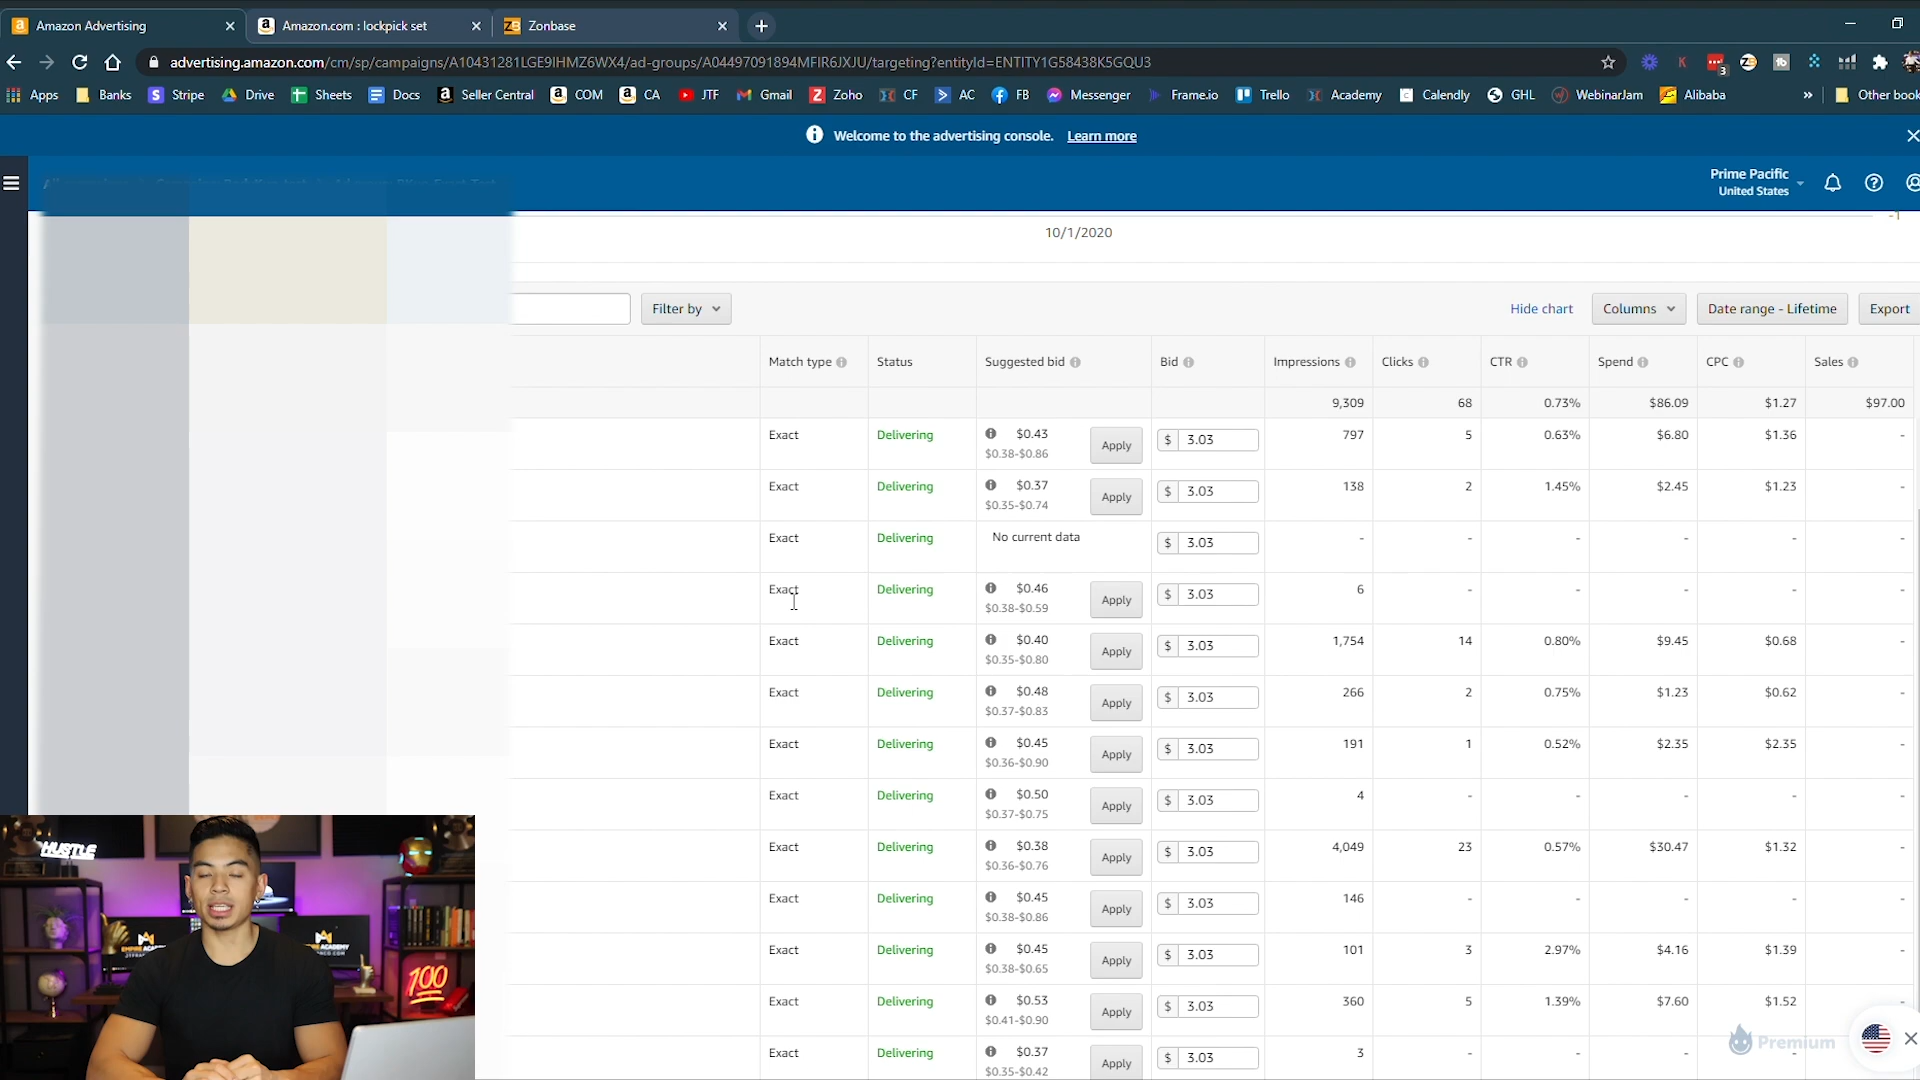 Amazon Advertising
Amazon.com : lockpick set
Zonbase
advertising.amazon.com/cm/sp/campaigns/A10431281LGE9IHMZ6WX4/ad-groups/A04497091894MFIR6JXJU/targeting?entityId=ENTITY1G58438K5GQU3
Apps Banks Stripe Drive Sheets Docs Seller Central COM CA JTF Gmail Zoho CF AC FB Messenger Frame.io Trello Academy Calendly GHL WebinarJam Alibaba » Other book
Welcome to the advertising console. Learn more
Prime Pacific
United States
-1
10/1/2020
Filter by Hide chart Columns Date range - Lifetime Export
Match type Status Suggested bid Bid Impressions Clicks CTR Spend CPC Sales
9,309 68 0.73% $86.09 $1.27 $97.00
Exact Delivering $0.43 Apply $ 3.03 797 5 0.63% $6.80 $1.36 -
$0.38-$0.86
Exact Delivering $0.37 Apply $ 3.03 138 2 1.45% $2.45 $1.23 -
$0.35-$0.74
Exact Delivering No current data $ 3.03 - - - - - -
Exact Delivering $0.46 Apply $ 3.03 6 - - - - -
$0.38-$0.59
Exact Delivering $0.40 Apply $ 3.03 1,754 14 0.80% $9.45 $0.68 -
$0.35-$0.80
Exact Delivering $0.48 Apply $ 3.03 266 2 0.75% $1.23 $0.62 -
$0.37-$0.83
Exact Delivering $0.45 Apply $ 3.03 191 1 0.52% $2.35 $2.35 -
$0.36-$0.90
Exact Delivering $0.50 Apply $ 3.03 4 - - - - -
$0.37-$0.75
Exact Delivering $0.38 Apply $ 3.03 4,049 23 0.57% $30.47 $1.32 -
$0.36-$0.76
Exact Delivering $0.45 Apply $ 3.03 146 - - - - -
$0.38-$0.86
Exact Delivering $0.45 Apply $ 3.03 101 3 2.97% $4.16 $1.39 -
$0.38-$0.65
Exact Delivering $0.53 Apply $ 3.03 360 5 1.39% $7.60 $1.52 -
$0.41-$0.90
Exact Delivering $0.37 Apply $ 3.03 3 - - - - -
$0.35-$0.42
Premium
HUSTLE
EMPIRE ACADEMY
EMPIRE ACADEMY
100